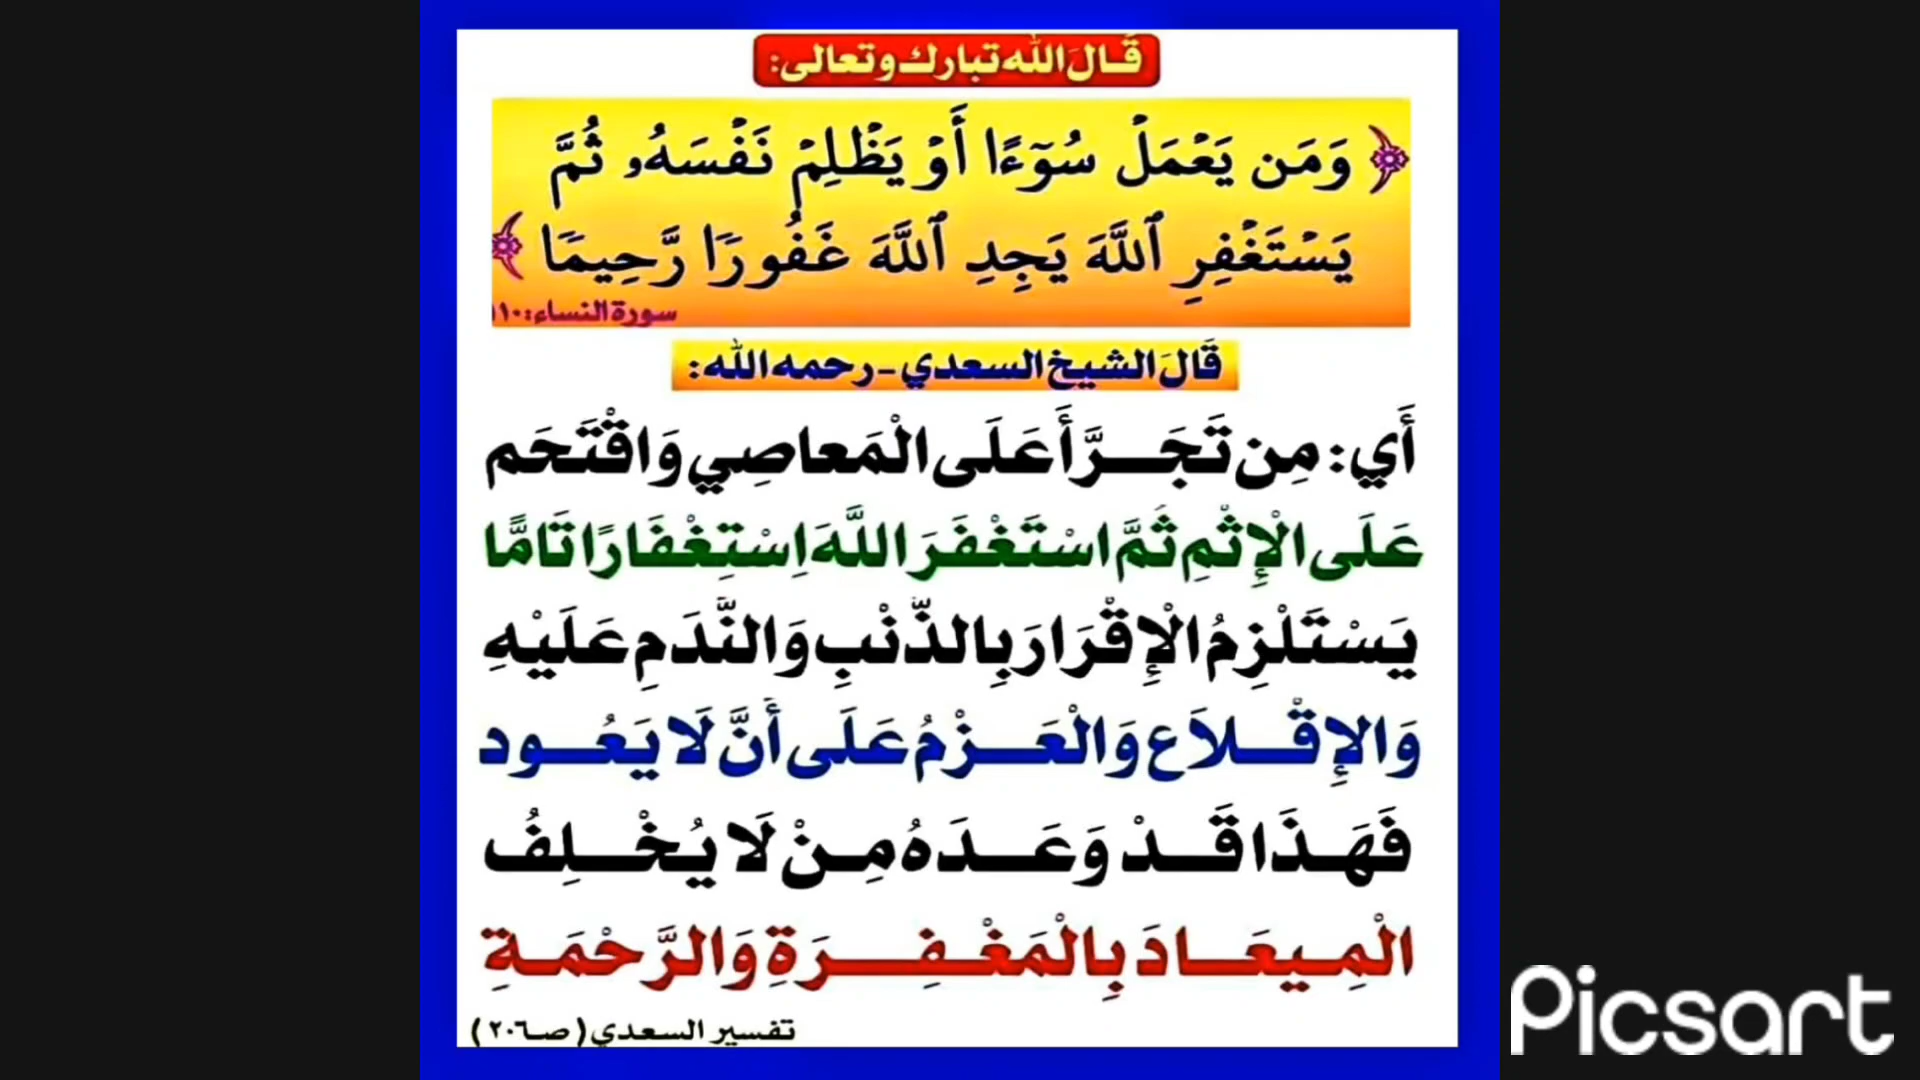 قَالَ الله تبارك وتعالى:
وَمَن يَعۡمَلۡ سُوٓءًا أَوۡ يَظۡلِمۡ نَفۡسَهُۥ ثُمَّ
يَسۡتَغۡفِرِ ٱللَّهَ يَجِدِ ٱللَّهَ غَفُورٗا رَّحِيمٗا
سورة النساء: ١١٠
قَالَ الشيخ السعدي - رحمه الله:
أَي: مِن تَجَرَّأَ عَلَى الْمَعاصِي وَاقْتَحَم
عَلَى الْإِثْمِ ثُمَّ اسْتَغْفَرَ اللَّهَ اِسْتِغْفَارًا تَامًّا
يَسْتَلْزِمُ الْإِقْرَارَ بِالذَّنْبِ وَالنَّدَمِ عَلَيْهِ
وَالإِقْلاَع وَالْعَزْمُ عَلَى أَنَّ لَا يَعُود
فَهَذَا قَدْ وَعَدَهُ مِنْ لَا يُخْلِفُ
الْمِيعَادَ بِالْمَغْفِرَةِ وَالرَّحْمَةِ
تفسير السعدي (صـ٢٠٦)
Picsart